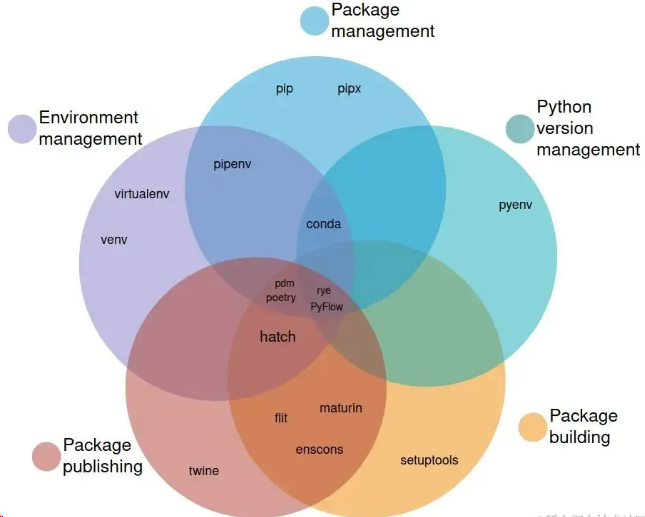 Package
management
Environment
management
Python
version
management
pip
pipx
pipenv
virtualenv
venv
pyenv
conda
pdm
poetry
rye
PyFlow
hatch
flit
maturin
enscons
setuptools
twine
Package
building
Package
publishing